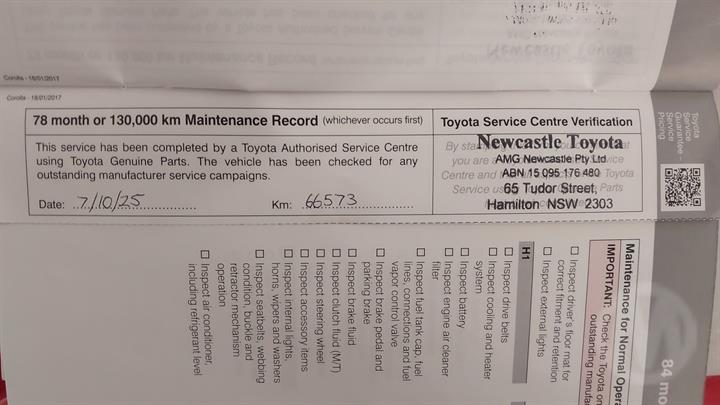 Corolla - 18/01/2017
Corolla - 18/01/2017
78 month or 130,000 km Maintenance Record (whichever occurs first)
This service has been completed by a Toyota Authorised Service Centre
using Toyota Genuine Parts. The vehicle has been checked for any
outstanding manufacturer service campaigns.
Date: 7/10/25 Km: 66573
Toyota Service Centre Verification
Newcastle Toyota
AMG Newcastle Pty Ltd
ABN 15 095 176 480
65 Tudor Street,
Hamilton NSW 2303
Toyota
Service
Guarantee –
Service
Pricing
84 mo
Maintenance for Normal Opera
IMPORTANT: Check the Toyota on
outstanding manufa
Inspect driver's floor mat for
correct fitment and retention
Inspect external lights
H1
Inspect drive belts
Inspect cooling and heater
system
Inspect battery
Inspect engine air cleaner
filter
Inspect fuel tank cap, fuel
lines, connections and fuel
vapor control valve
Inspect brake pedal and
parking brake
Inspect brake fluid
Inspect clutch fluid (M/T)
Inspect steering wheel
Inspect accessory items
Inspect internal lights,
horns, wipers and washers
Inspect seatbelts, webbing
condition, buckle and
retractor mechanism
operation
Inspect air conditioner,
including refrigerant level